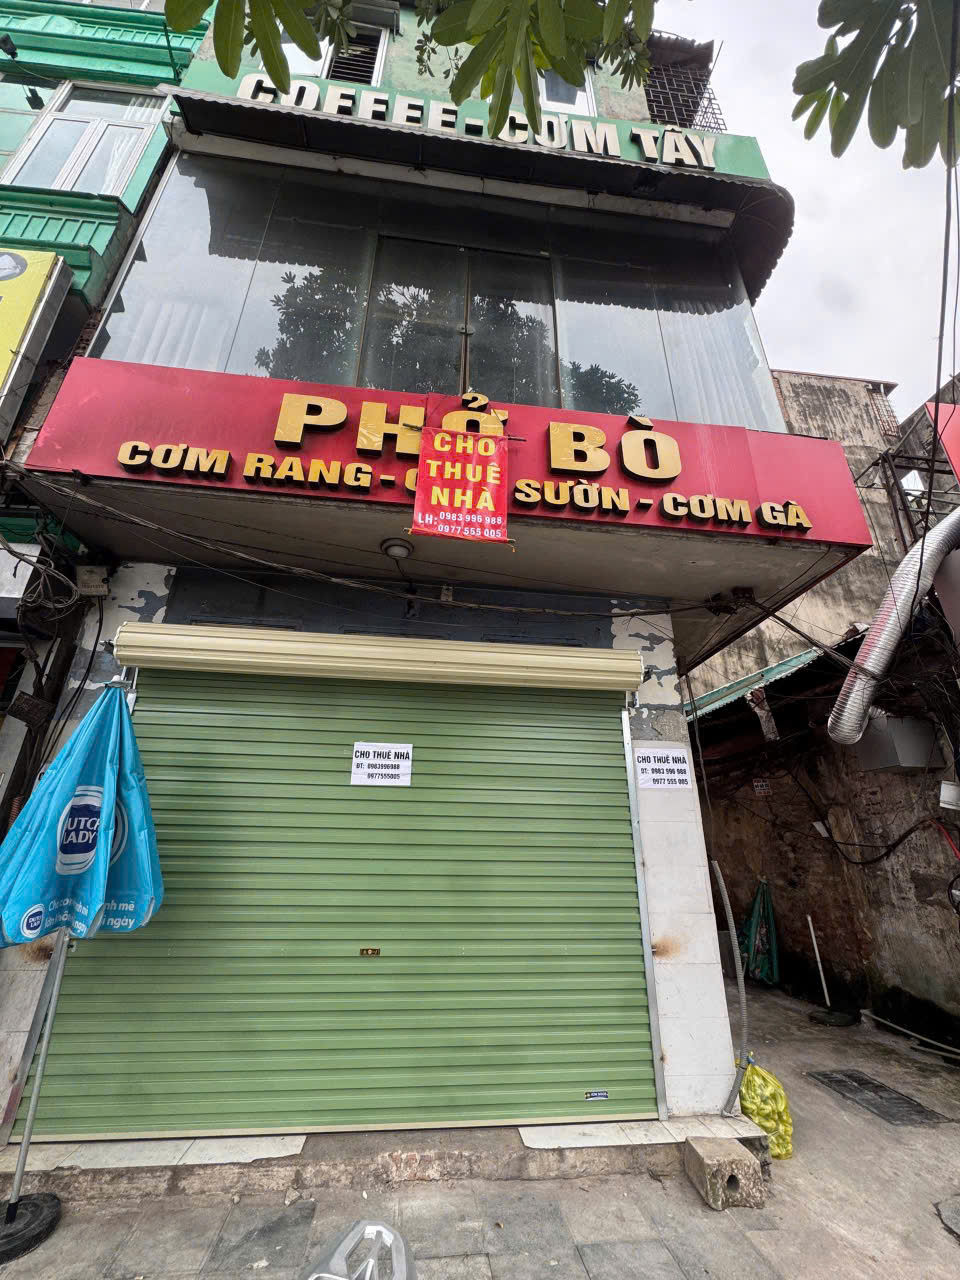 COFFEE - CƠM TÂY
PHỞ BÒ
CƠM RANG - SƯỜN - CƠM GÀ
CHO
THUÊ
NHÀ
LH: 0983 996 988
0977 555 005
CHO THUÊ NHÀ
ĐT: 0983996988
0977555005
CHO THUÊ NHÀ
ĐT: 0983 996 988
0977 555 005
DUTCH
LADY